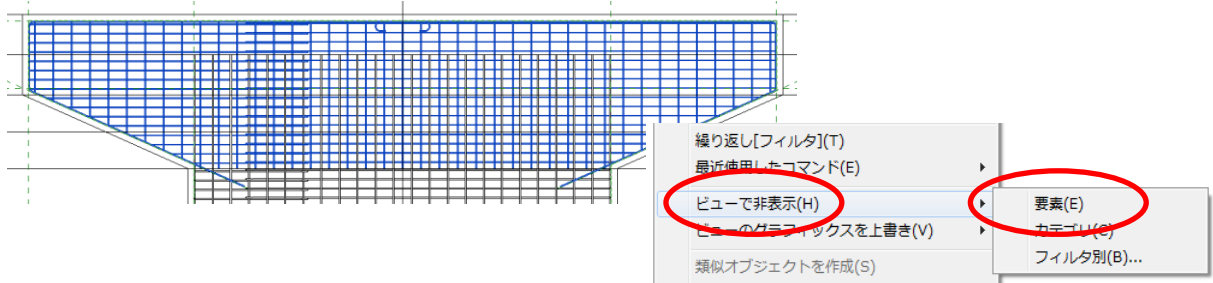 繰り返し[フィルタ](T)
最近使用したコマンド(E)
ビューで非表示(H)
ビューのグラフィックスを上書き(V)
類似オブジェクトを作成(S)
要素(E)
カテゴリ(C)
フィルタ別(B)...